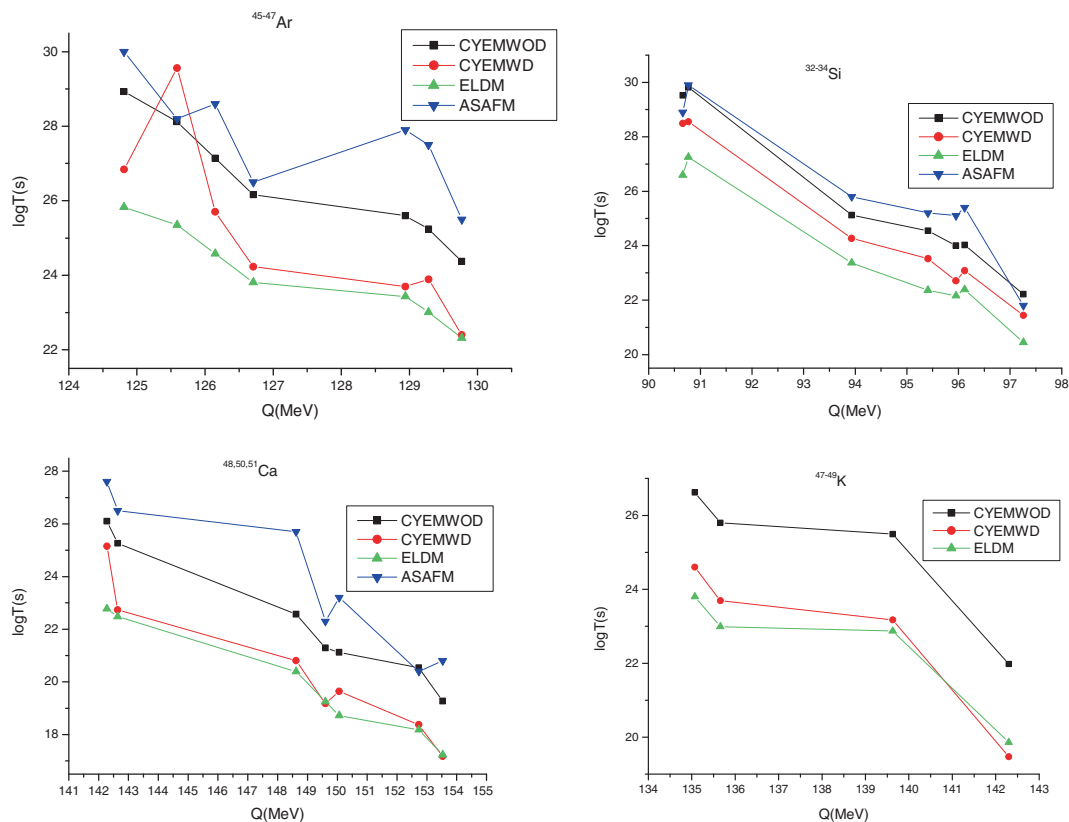 45-47Ar
CYEMWOD
CYEMWD
ELDM
ASAFM
logT(s)
30
28
26
24
22
124 125 126 127 128 129 130
Q(MeV)
32-34Si
CYEMWOD
CYEMWD
ELDM
ASAFM
logT(s)
30
28
26
24
22
20
90 91 92 93 94 95 96 97 98
Q(MeV)
48,50,51Ca
CYEMWOD
CYEMWD
ELDM
ASAFM
logT(s)
28
26
24
22
20
18
141 142 143 144 145 146 147 148 149 150 151 152 153 154 155
Q(MeV)
47-49K
CYEMWOD
CYEMWD
ELDM
logT(s)
26
24
22
20
134 135 136 137 138 139 140 141 142 143
Q(MeV)